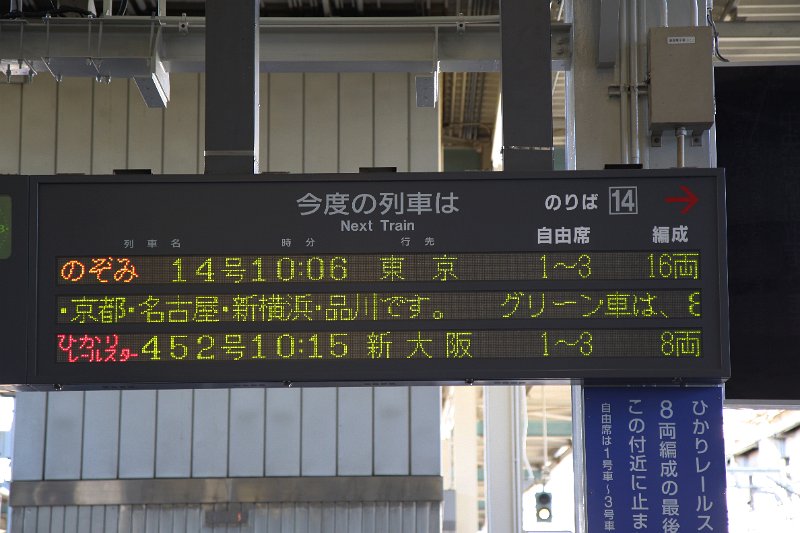 今度の列車は のりば 14 →
Next Train
自由席 編成
列車名 時分 行先
のぞみ 14号 10:06 東京 1〜3 16両
・京都・名古屋・新横浜・品川です。 グリーン車は、
ひかりレールスター 452号 10:15 新大阪 1〜3 8両
ひかりレールス
8両編成の最後
この付近に止ま
自由席は1号車〜3号車